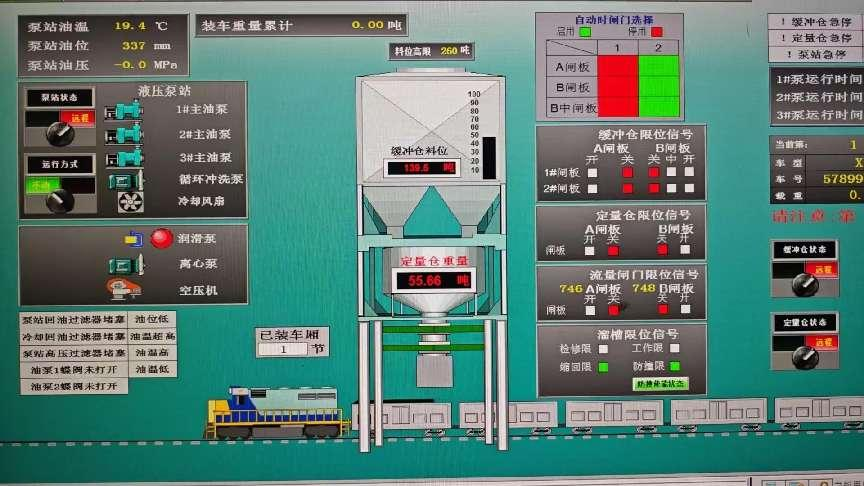 泵站油温 19.4 ℃
泵站油位 337 mm
泵站油压 -0.0 MPa
装车重量累计 0.00 吨
料位高限 260 吨
自动时闸门选择
启用 停用
1 2
A闸板
B闸板
B中闸板
！缓冲仓急停
！定量仓急停
！泵站急停
1#泵运行时间
2#泵运行时间
3#泵运行时间
当前第: 1
车 型 X
车 号 57899
载 重 0.
请注意:第
液压泵站
泵站状态
远程
运行方式
手动
1#主油泵
2#主油泵
3#主油泵
循环冲洗泵
冷却风扇
润滑泵
离心泵
空压机
泵站回油过滤器堵塞 油位低
冷却回油过滤器堵塞 油温超高
泵站高压过滤器堵塞 油温高
油泵1蝶阀未打开 油温低
油泵2蝶阀未打开
已装车厢
1 节
100
90
80
70
60
50
40
30
20
10
缓冲仓料位
139.5 吨
定量仓重量
55.66 吨
缓冲仓限位信号
A闸板 B闸板
开 关 关 中 开
1#闸板
2#闸板
定量仓限位信号
A闸板 B闸板
开 关 关 开
闸板
流量闸门限位信号
746 A闸板 748 B闸板
开 关 关 开
闸板
溜槽限位信号
检修限 工作限
缩回限 防撞限
缓冲仓状态
远程
定量仓状态
远程